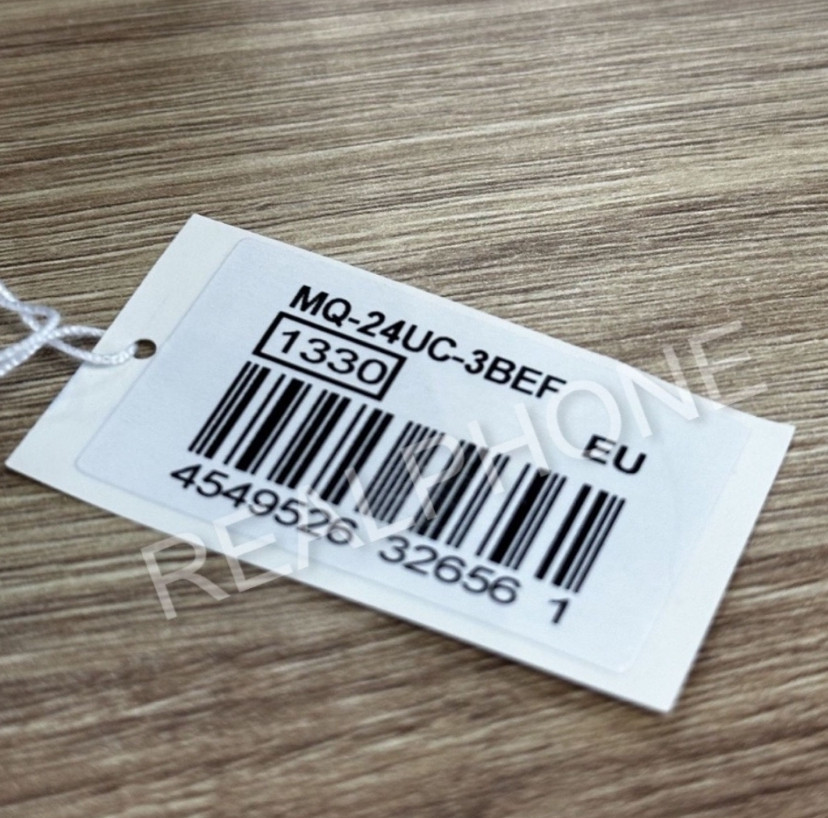 MQ-24UC-3BEF
1330
EU
4549526 32656 1
REALPHONE